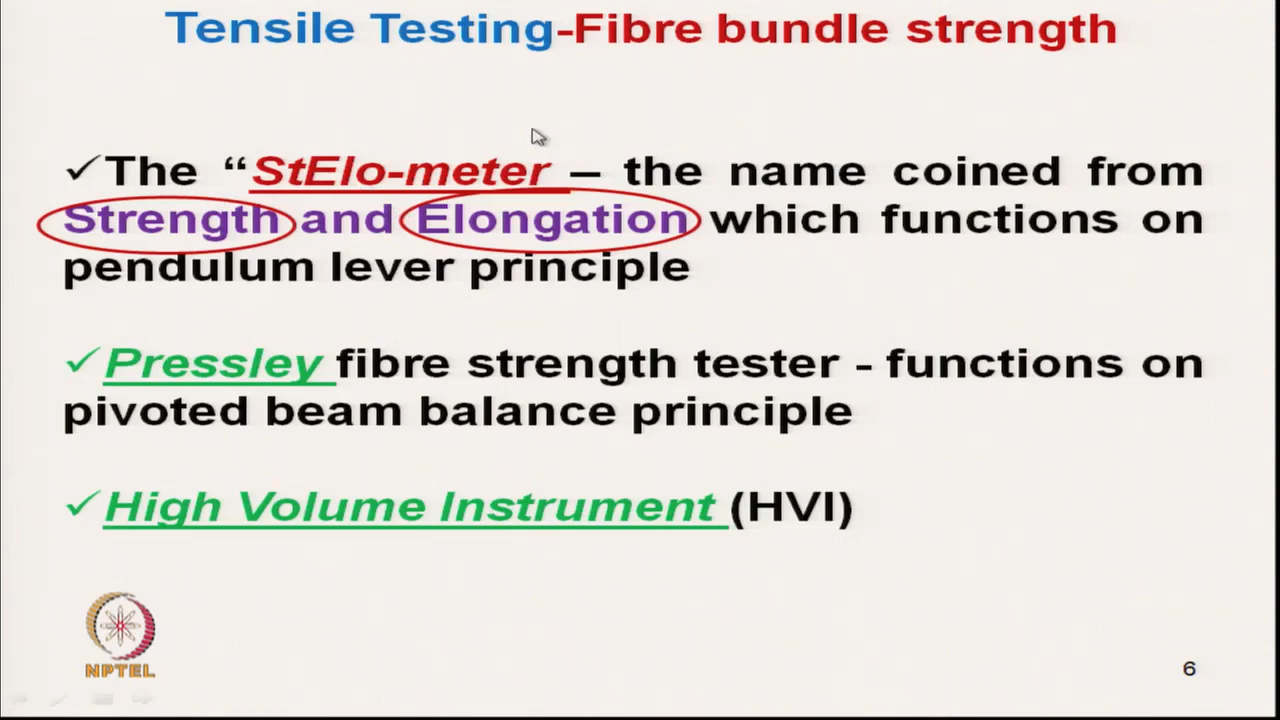 Tensile Testing-Fibre bundle strength
✓The “StElo-meter – the name coined from
Strength and Elongation which functions on
pendulum lever principle
✓Pressley fibre strength tester - functions on
pivoted beam balance principle
✓High Volume Instrument (HVI)
NPTEL
6